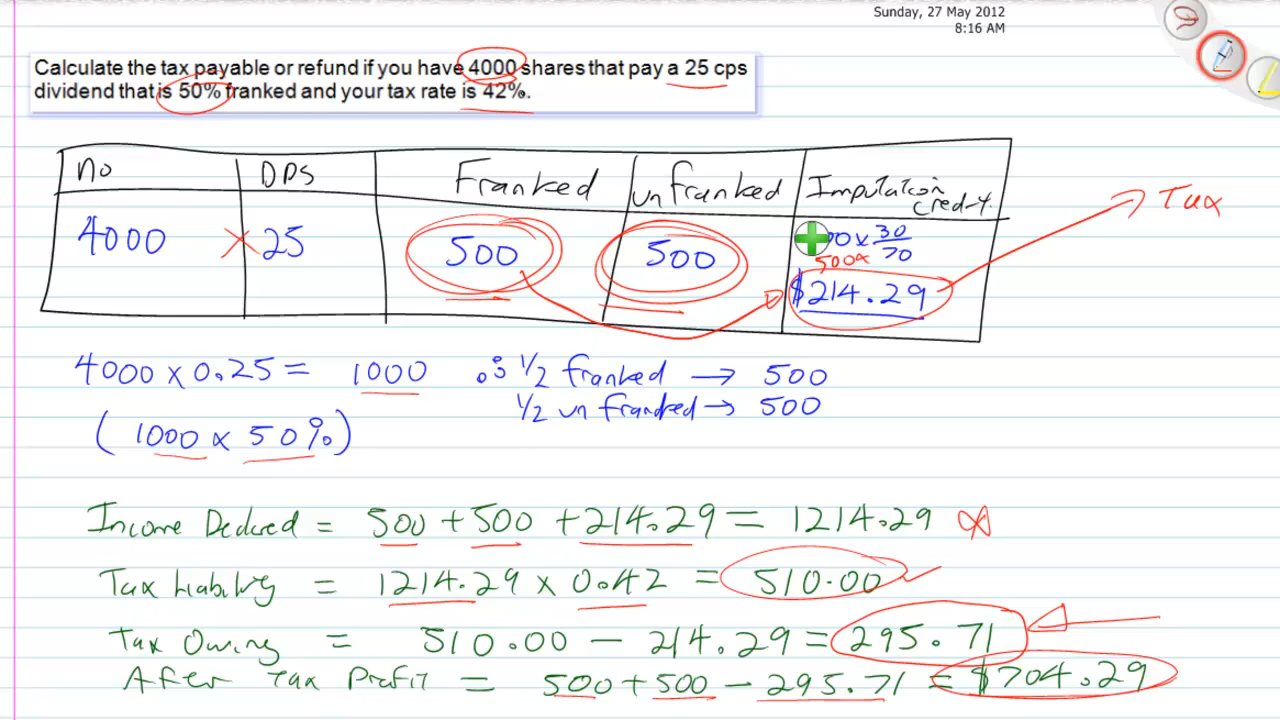 Sunday, 27 May 2012
8:16 AM
Calculate the tax payable or refund if you have 4000 shares that pay a 25 cps
dividend that is 50% franked and your tax rate is 42%.
no DPS Franked unfranked Imputation
credit.
Tax
4000 × 25 500 500 00 × 30/70
500×
$214.29
4000 × 0.25 = 1000 ∴ 1/2 franked → 500
1/2 un franked → 500
(1000 × 50%)
Income Declared = 500 + 500 + 214.29 = 1214.29
Tax Liability = 1214.29 × 0.42 = 510.00
Tax Owing = 510.00 - 214.29 = 295.71
After Tax Profit = 500 + 500 - 295.71 = $704.29